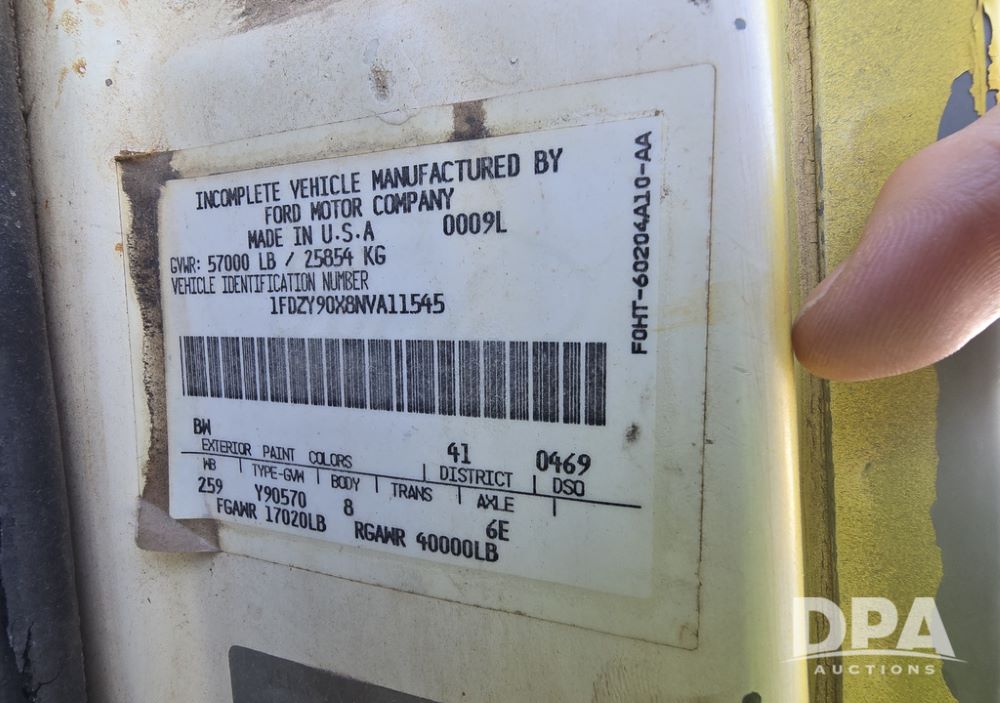 INCOMPLETE VEHICLE MANUFACTURED BY
FORD MOTOR COMPANY
MADE IN U.S.A 0009L
GVWR: 57000 LB / 25854 KG
VEHICLE IDENTIFICATION NUMBER
1FDZY90X8NVA11545
BW 41 0469
EXTERIOR PAINT COLORS DISTRICT DSO
WB TYPE-GVW BODY TRANS AXLE
259 Y90570 8 6E
FGAWR 17020LB RGAWR 40000LB
F0HT-60204A10-AA
DPA
AUCTIONS